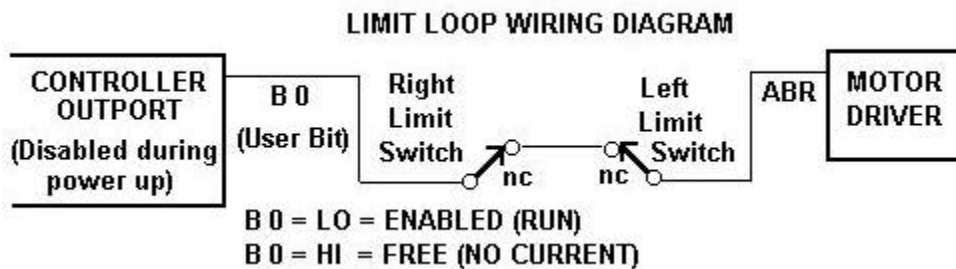 LIMIT LOOP WIRING DIAGRAM
CONTROLLER
OUTPORT
(Disabled during
power up)
B 0
(User Bit)
Right
Limit
Switch
nc
nc
Left
Limit
Switch
ABR
MOTOR
DRIVER
B 0 = LO = ENABLED (RUN)
B 0 = HI = FREE (NO CURRENT)